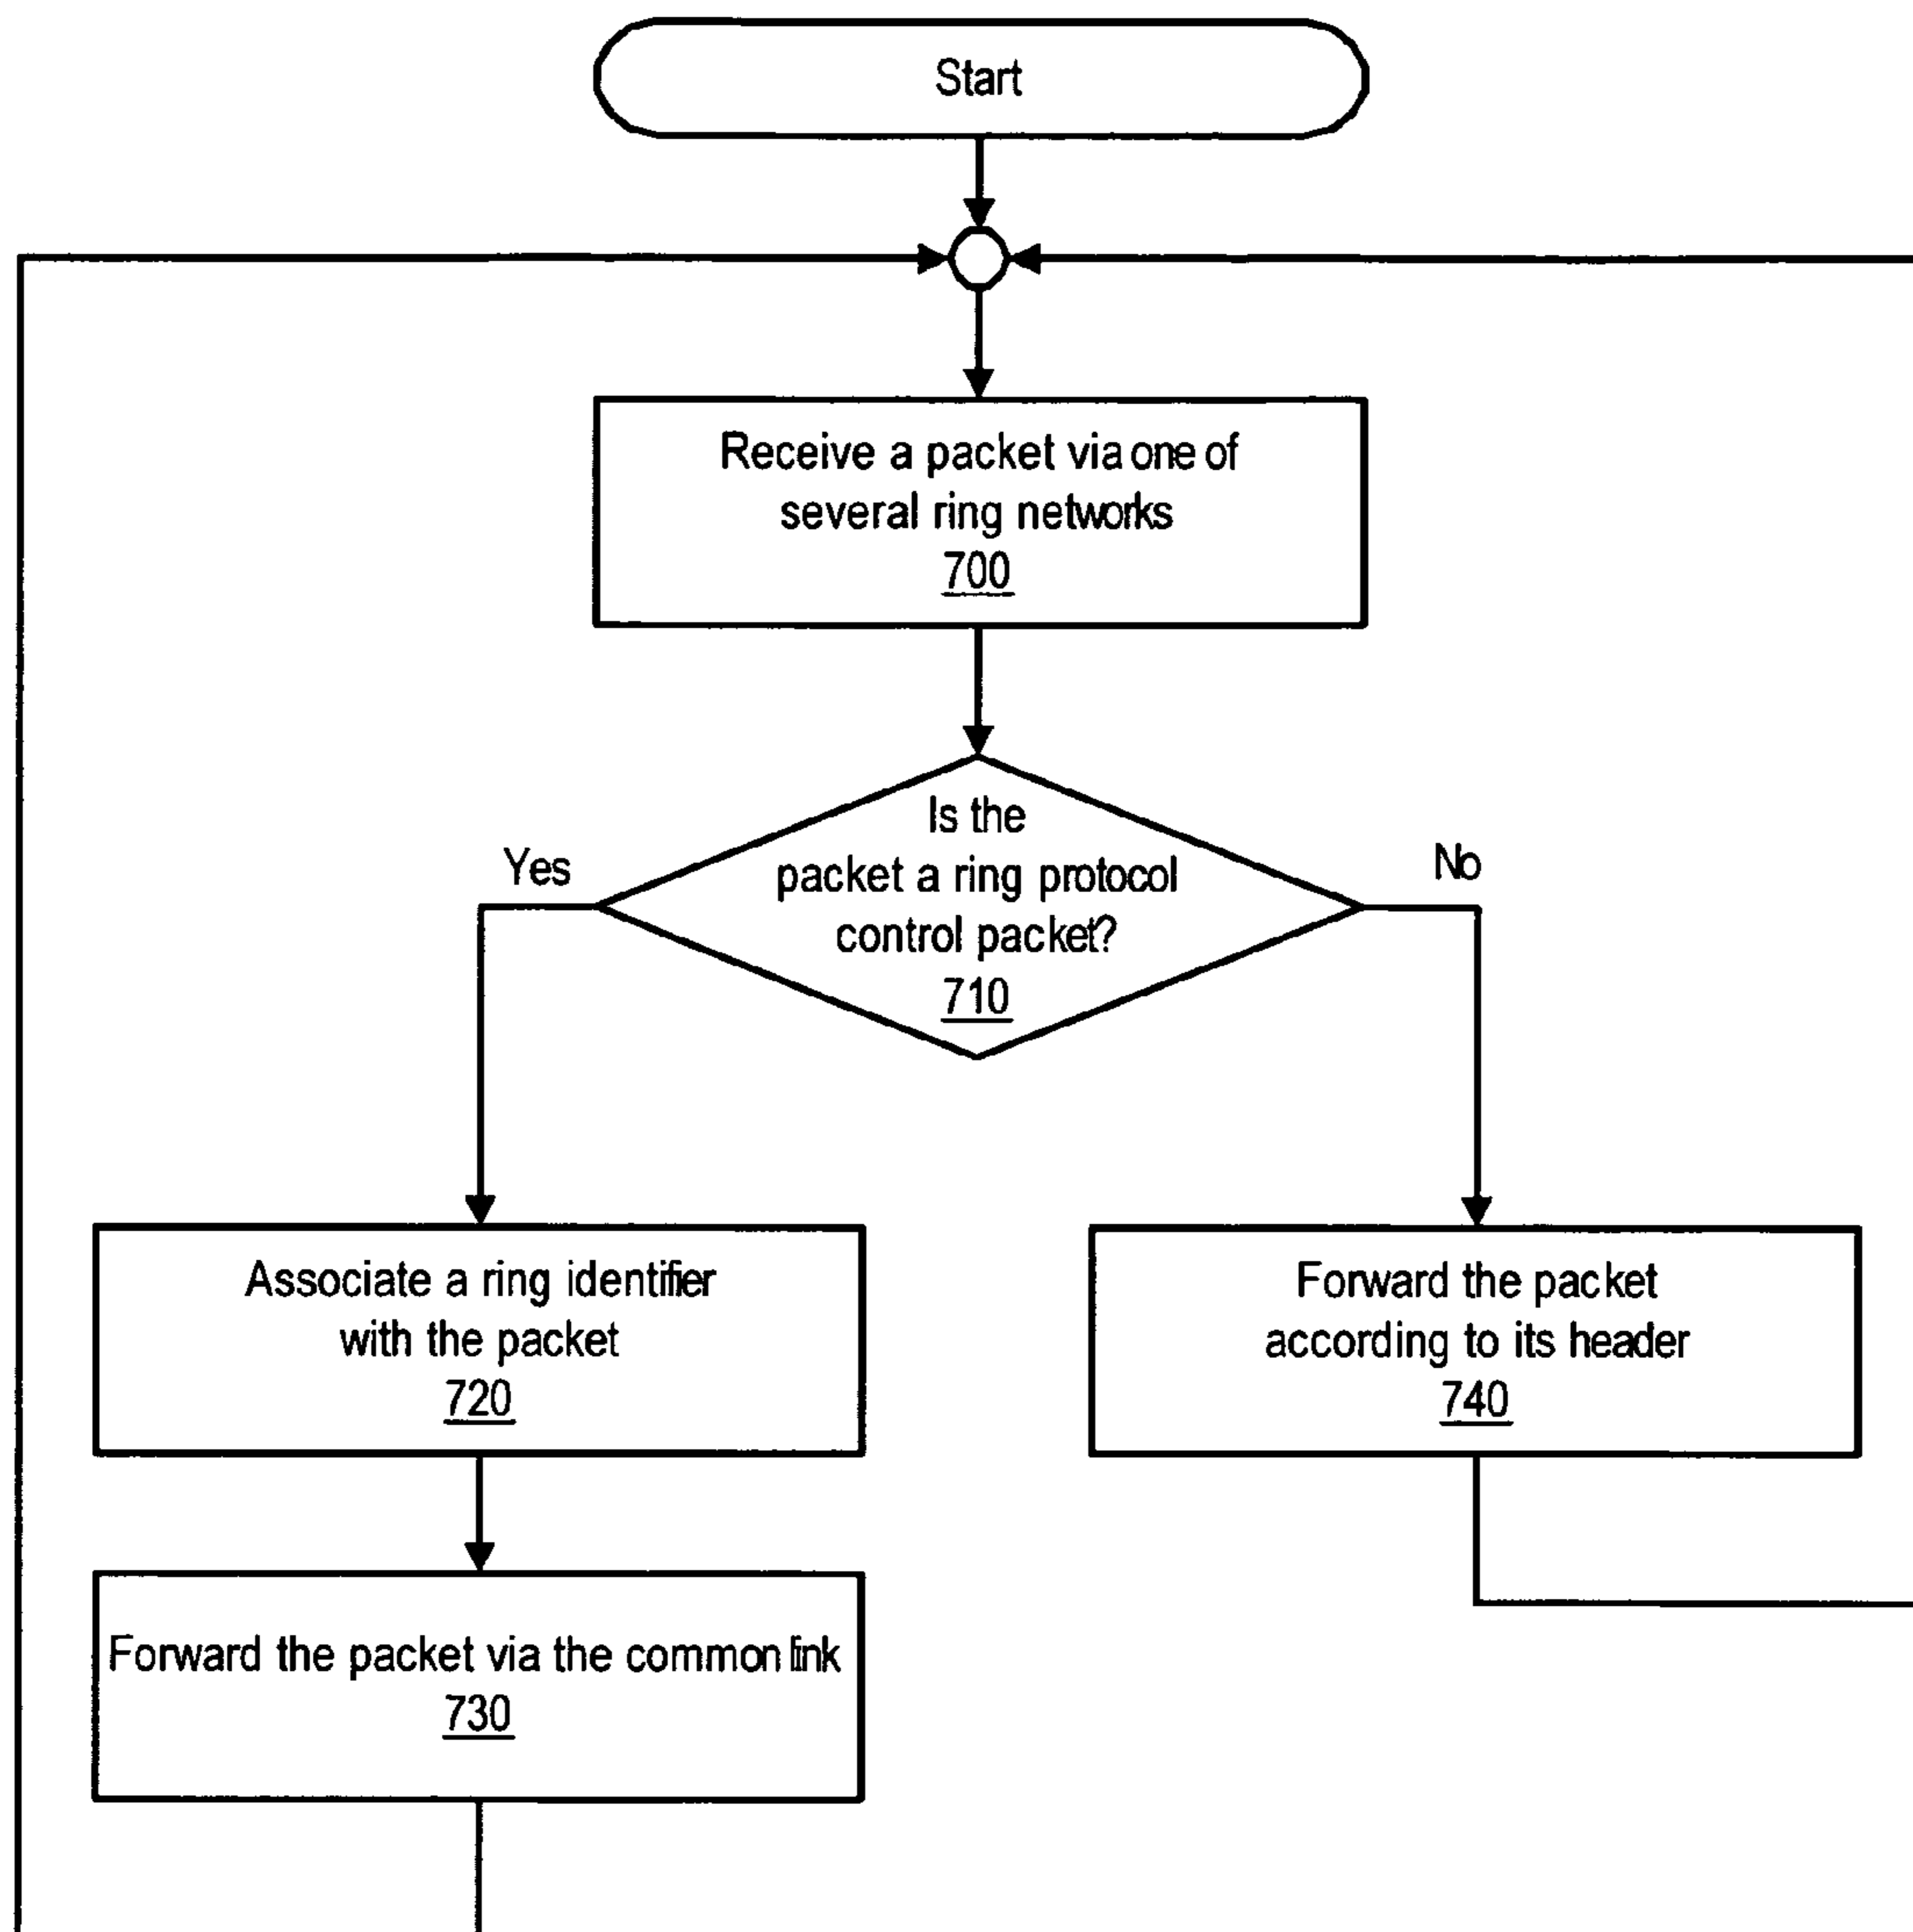 Start
Receive a packet via one of
several ring networks
700
Is the
packet a ring protocol
control packet?
710
Yes
No
Associate a ring identifier
with the packet
720
Forward the packet
according to its header
740
Forward the packet via the common link
730